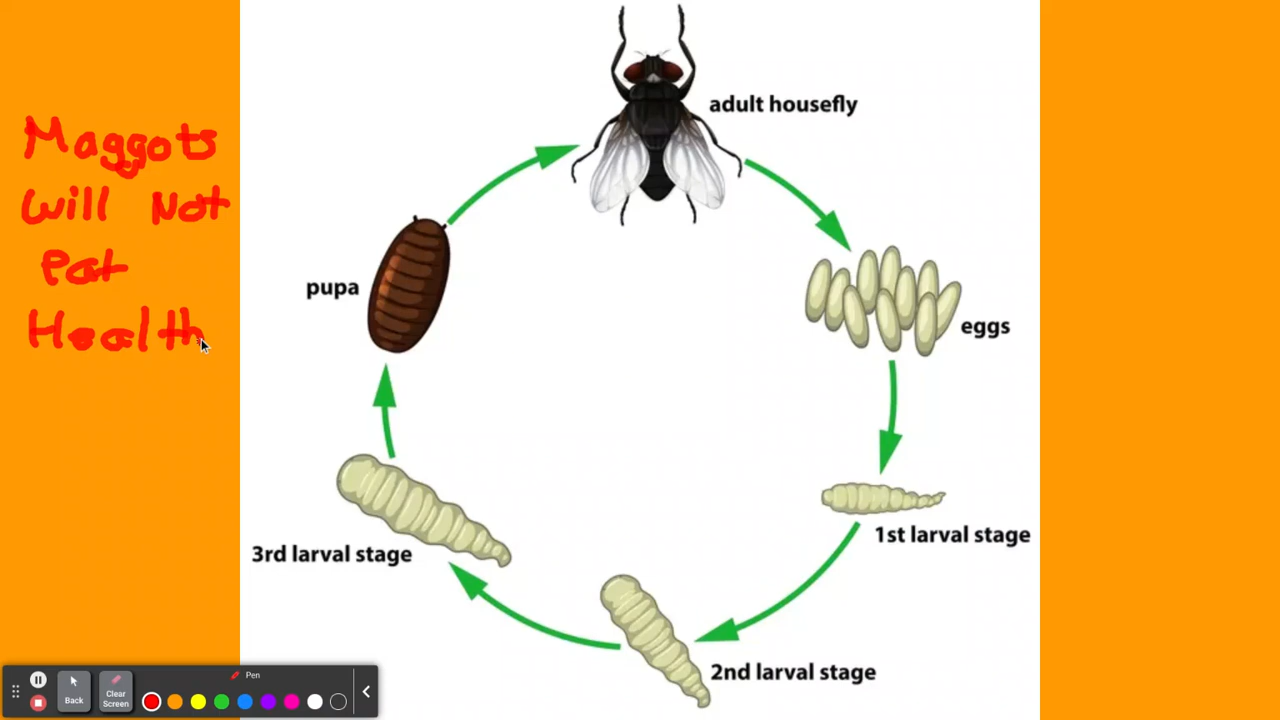 Maggots
Will Not
Eat
Health
adult housefly
pupa
eggs
1st larval stage
3rd larval stage
2nd larval stage
Pen
Back
Clear
Screen